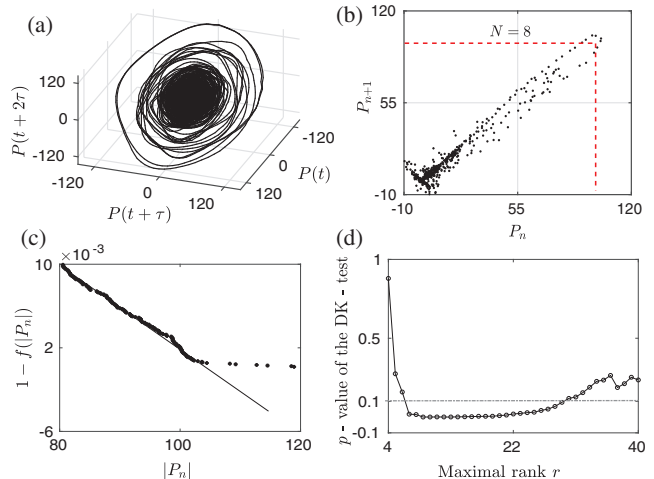 (a)
P(t + 2τ)
120
0
-120
-120
0
120
P(t + τ)
-120
0
120
P(t)
(b)
120
N = 8
P_{n+1}
55
-10
-10
55
120
P_n
(c)
×10^{-3}
10
1 − f(|P_n|)
2
-6
80
100
120
|P_n|
(d)
1
p - value of the DK - test
0.5
0.1
-0.1
4
22
40
Maximal rank r